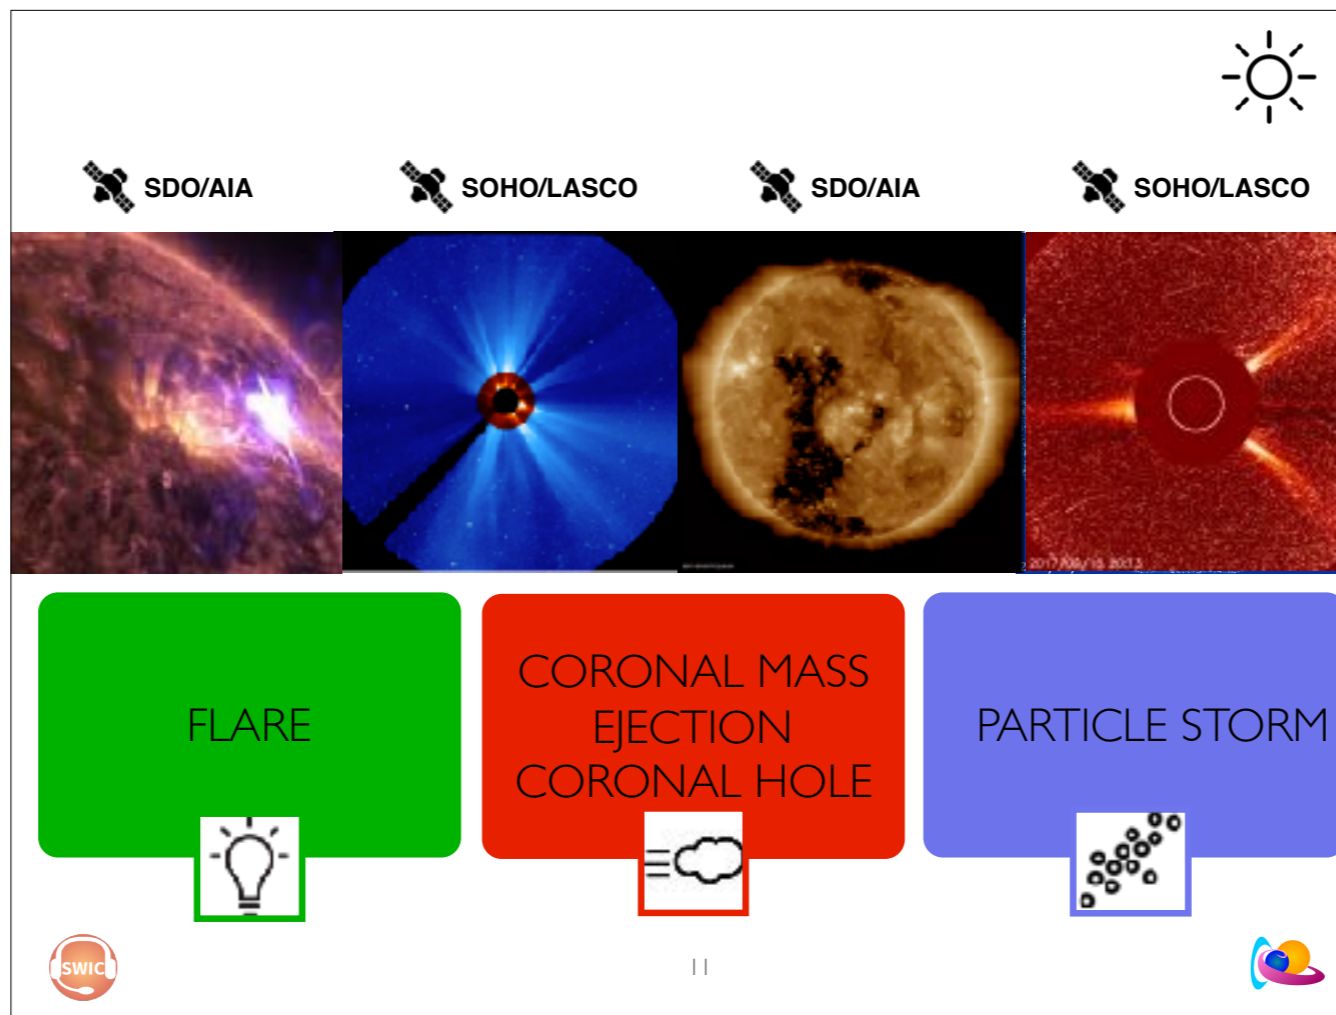 SDO/AIA
SOHO/LASCO
SDO/AIA
SOHO/LASCO
FLARE
CORONAL MASS
EJECTION
CORONAL HOLE
PARTICLE STORM
SWIC
11